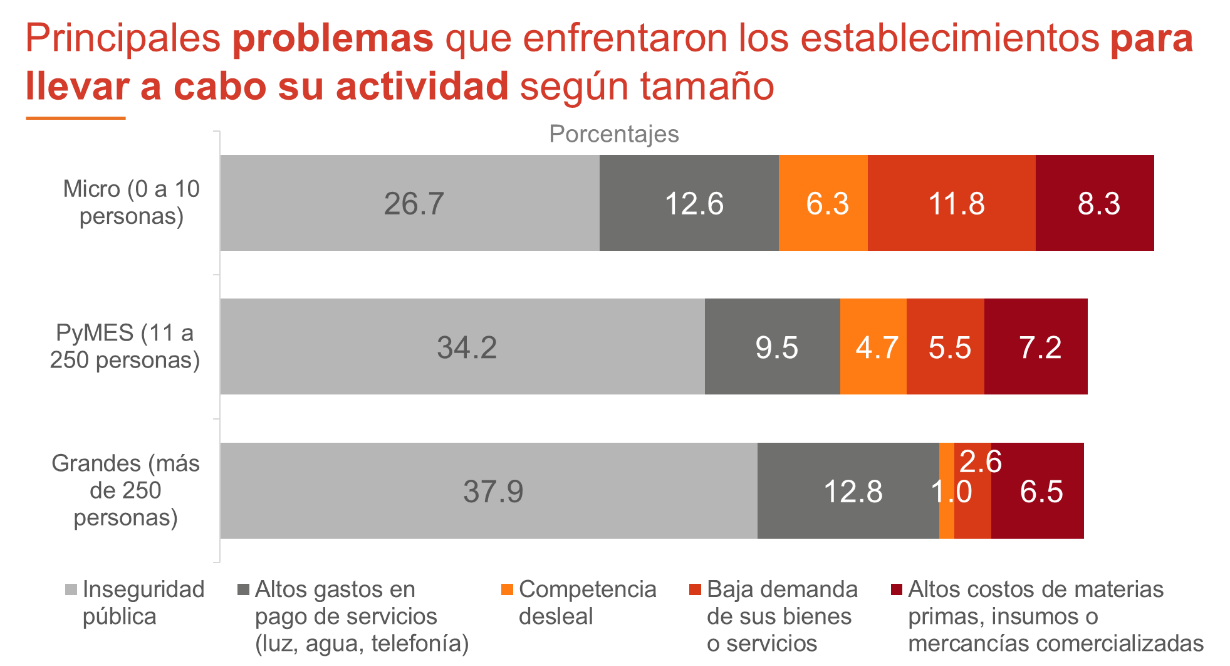 Principales problemas que enfrentaron los establecimientos para
llevar a cabo su actividad según tamaño
Porcentajes
Micro (0 a 10
personas)
26.7
12.6
6.3
11.8
8.3
PyMES (11 a
250 personas)
34.2
9.5
4.7
5.5
7.2
Grandes (más
de 250
personas)
37.9
12.8
1.0
2.6
6.5
Inseguridad
pública
Altos gastos en
pago de servicios
(luz, agua, telefonía)
Competencia
desleal
Baja demanda
de sus bienes
o servicios
Altos costos de materias
primas, insumos o
mercancías comercializadas